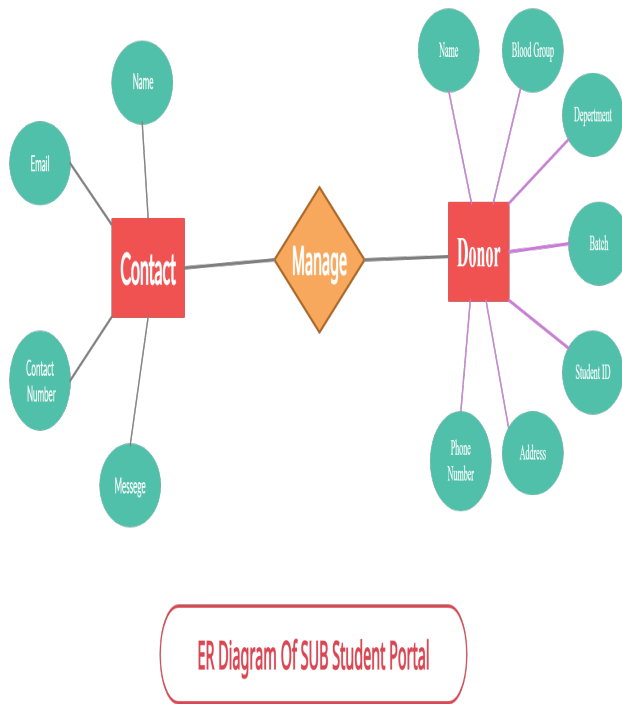 Name
Email
Contact
Contact
Number
Messege
Manage
Name
Blood Group
Depertment
Batch
Donor
Student ID
Address
Phone
Number
ER Diagram Of SUB Student Portal